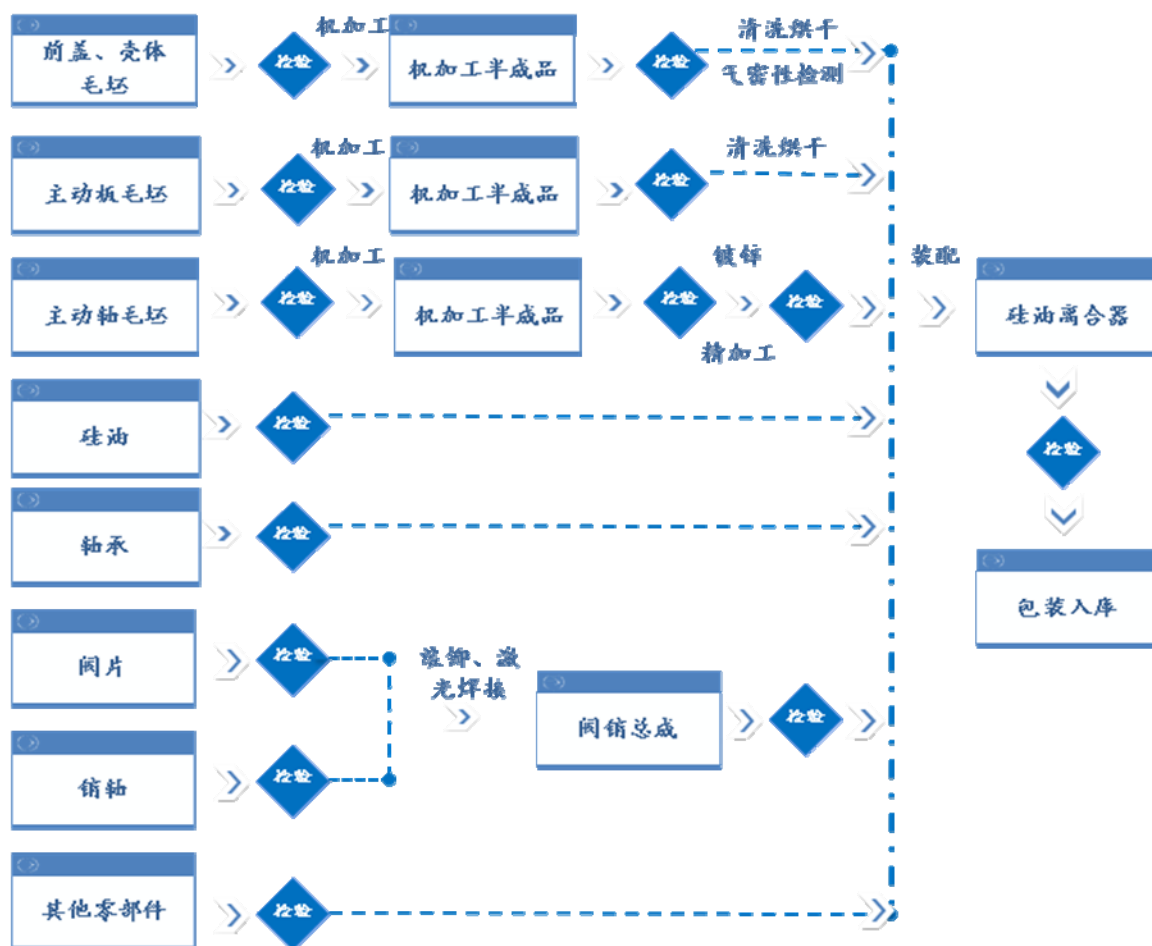 机加工
清洗烘干
前盖、壳体
毛坯
检验
机加工半成品
检验
气密性检测
机加工
清洗烘干
主动板毛坯
检验
机加工半成品
检验
机加工
镀锌
装配
主动轴毛坯
检验
机加工半成品
检验
检验
硅油离合器
精加工
硅油
检验
检验
轴承
检验
包装入库
阀片
检验
铆、激
光焊接
阀销总成
检验
销轴
检验
其他零部件
检验